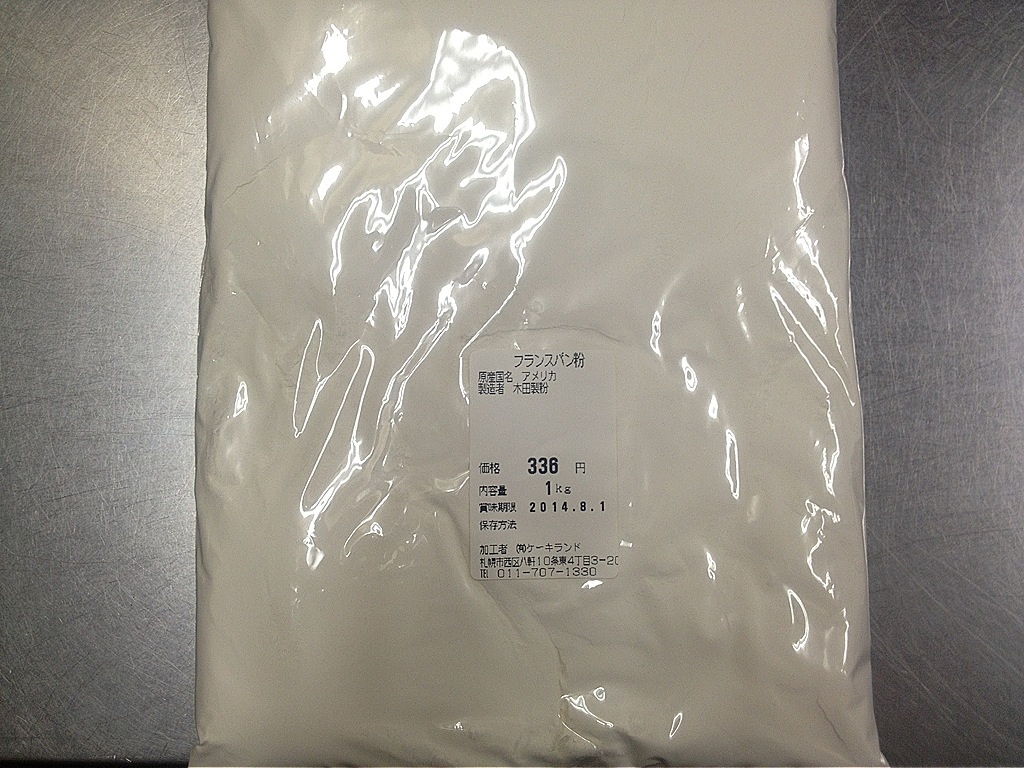 フランスパン粉
原産国名 アメリカ
製造者 木田製粉
価格 336 円
内容量 1kg
賞味期限 2014.8.1
保存方法
加工者 ㈲ケーキランド
札幌市西区八軒10条東4丁目3-20
TEL 011-707-1330